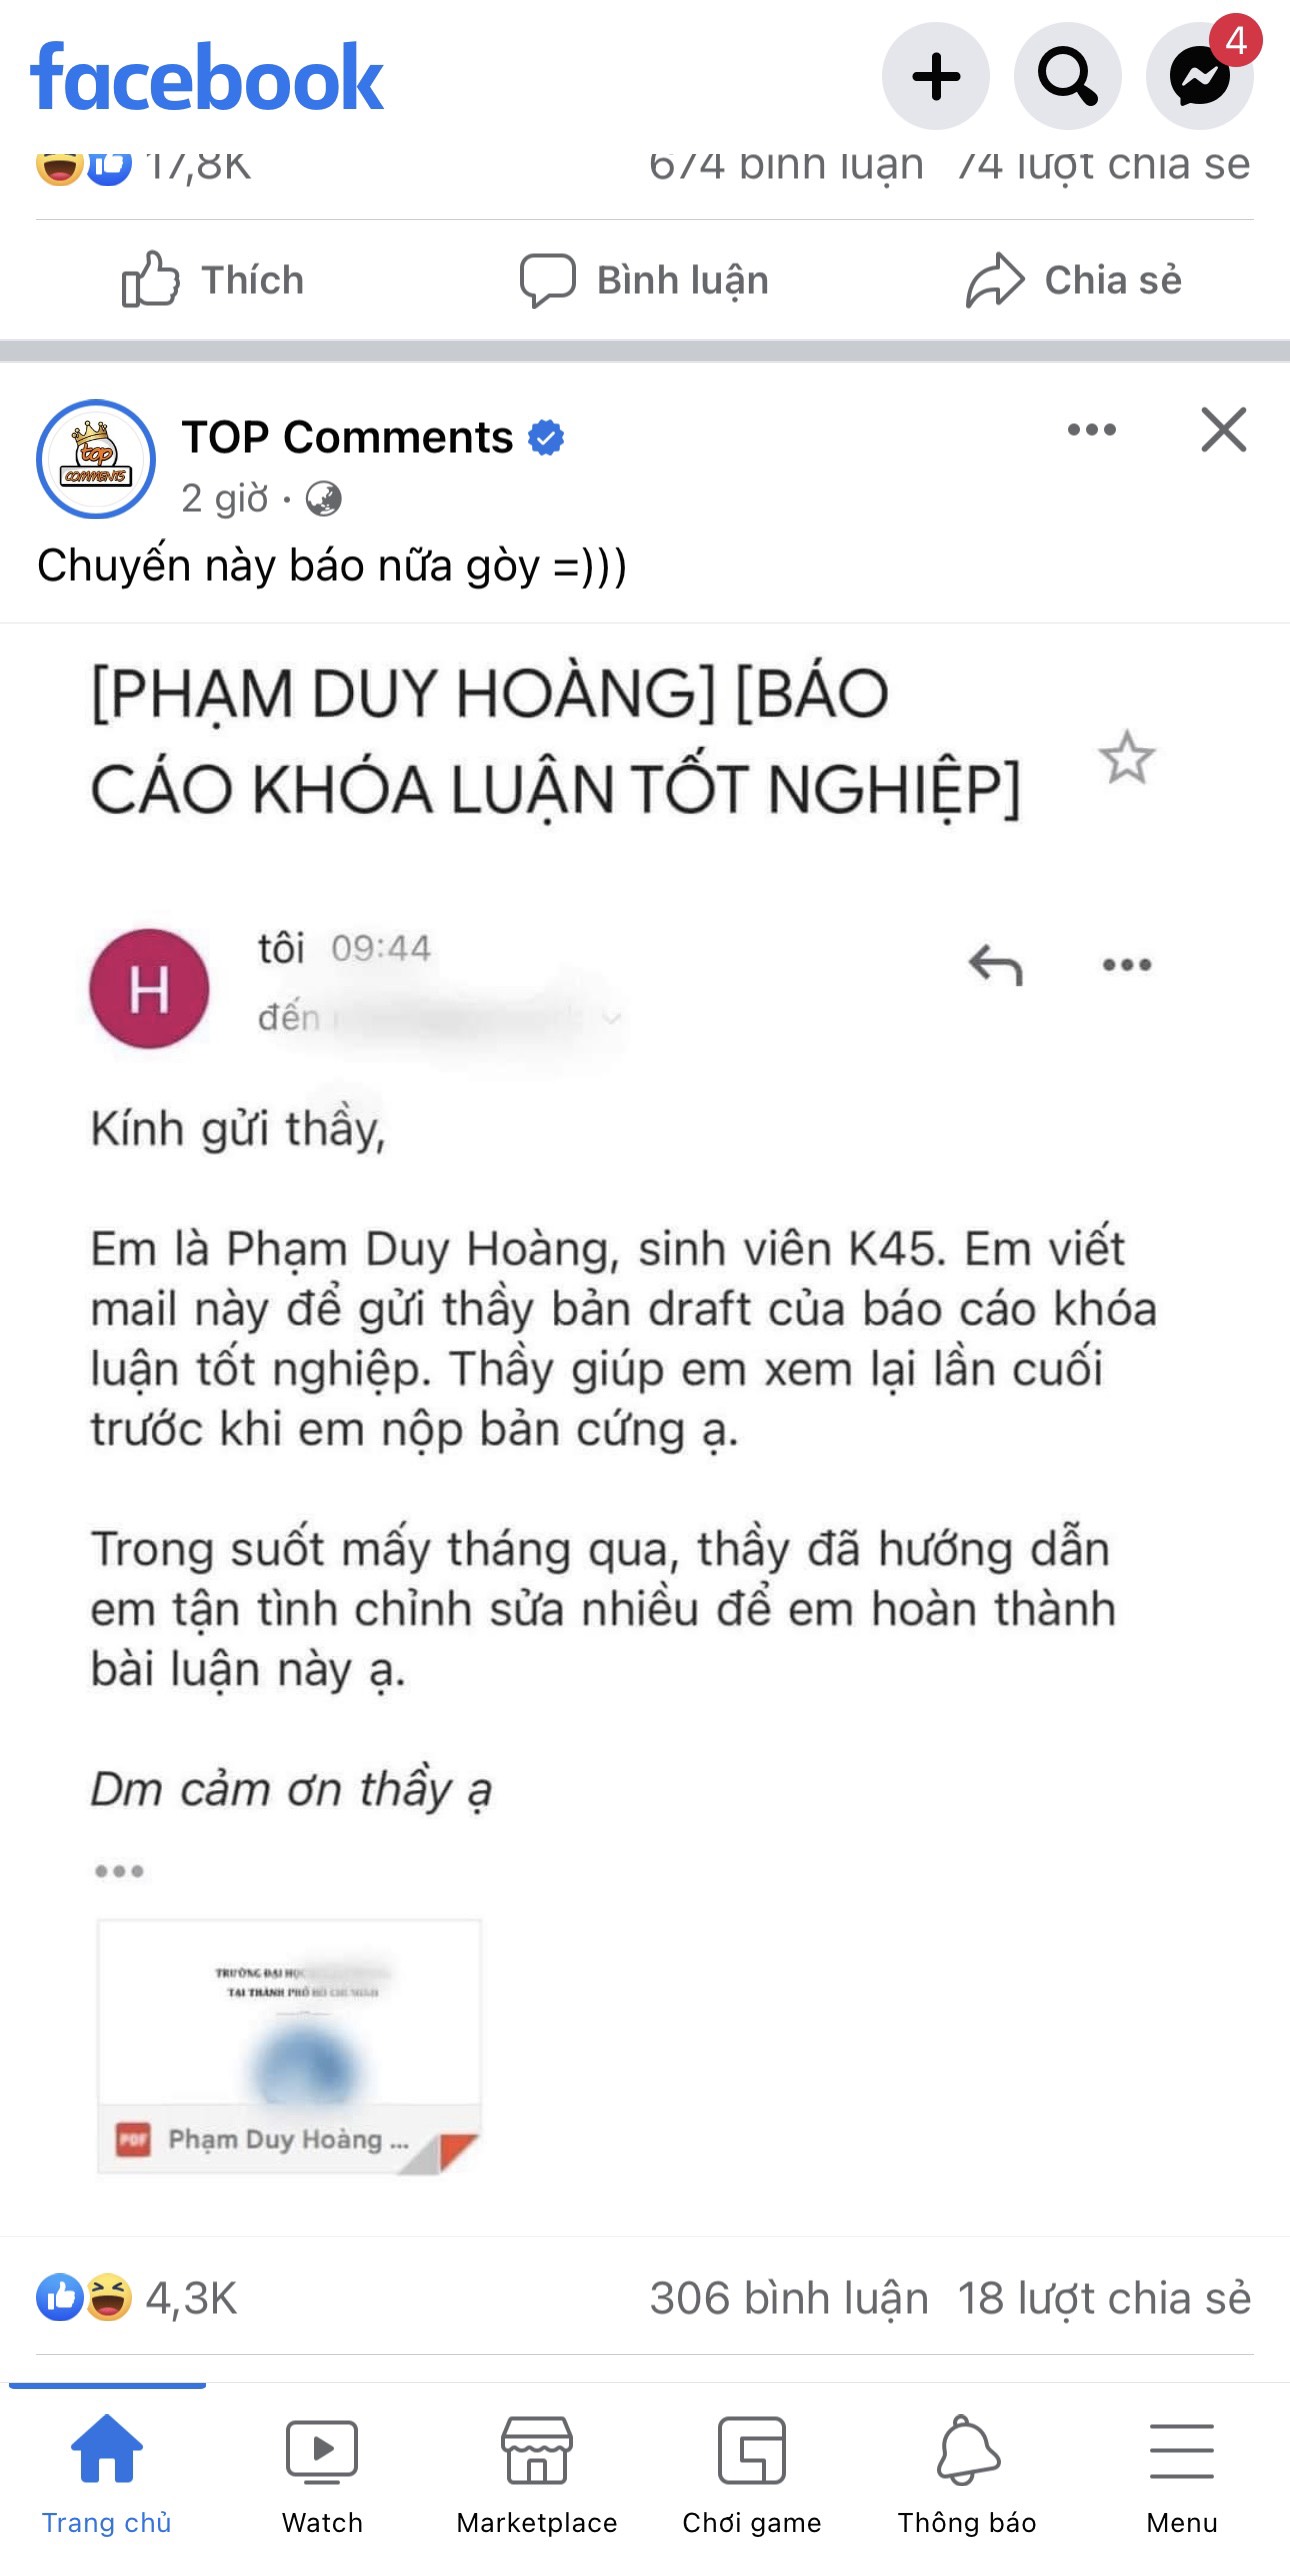 facebook
4
17,8K 674 bình luận 74 lượt chia sẻ
Thích Bình luận Chia sẻ
top
COMMENTS
TOP Comments
2 giờ ·
Chuyến này báo nữa gòy =)))
[PHẠM DUY HOÀNG] [BÁO
CÁO KHÓA LUẬN TỐT NGHIỆP]
H
tôi 09:44
đến
Kính gửi thầy,
Em là Phạm Duy Hoàng, sinh viên K45. Em viết
mail này để gửi thầy bản draft của báo cáo khóa
luận tốt nghiệp. Thầy giúp em xem lại lần cuối
trước khi em nộp bản cứng ạ.
Trong suốt mấy tháng qua, thầy đã hướng dẫn
em tận tình chỉnh sửa nhiều để em hoàn thành
bài luận này ạ.
Dm cảm ơn thầy ạ
TRƯỜNG ĐẠI HỌC
TẠI THÀNH PHỐ HỒ CHÍ MINH
PDF Phạm Duy Hoàng ...
4,3K 306 bình luận 18 lượt chia sẻ
Trang chủ Watch Marketplace Chơi game Thông báo Menu